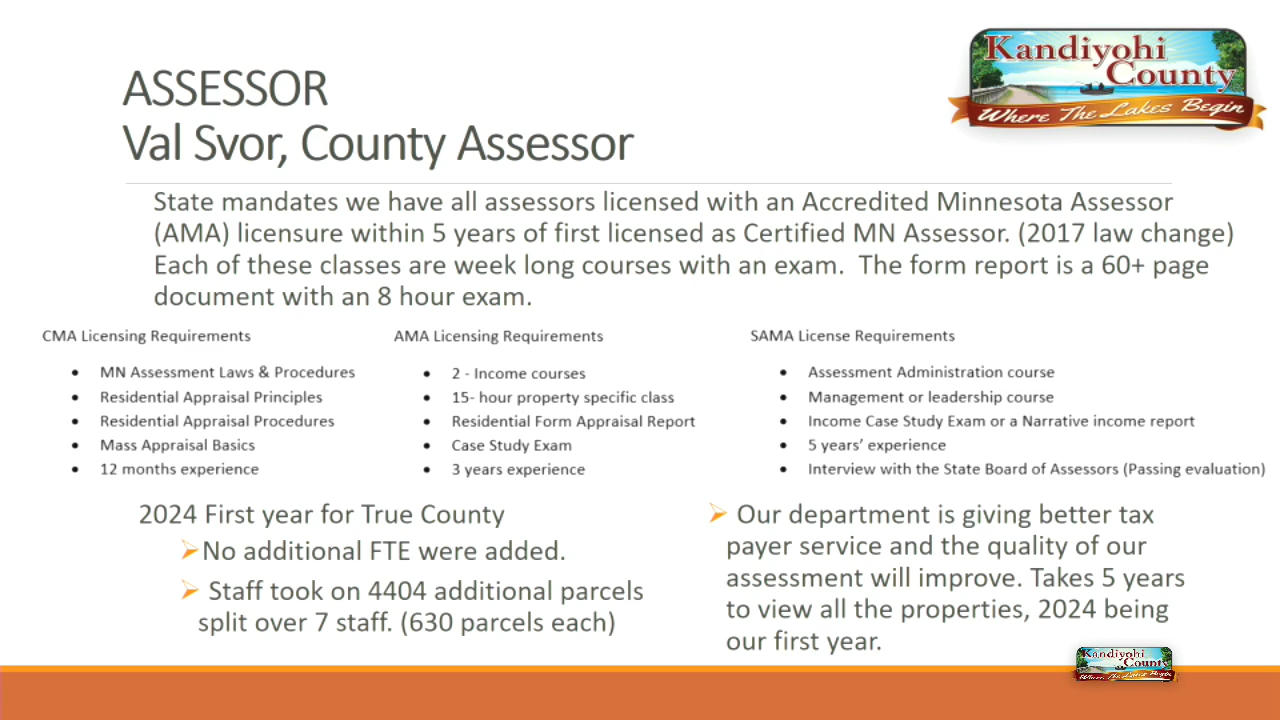 Kandiyohi
County
Where The Lakes Begin
ASSESSOR
Val Svor, County Assessor
State mandates we have all assessors licensed with an Accredited Minnesota Assessor
(AMA) licensure within 5 years of first licensed as Certified MN Assessor. (2017 law change)
Each of these classes are week long courses with an exam.  The form report is a 60+ page
document with an 8 hour exam.
CMA Licensing Requirements
• MN Assessment Laws & Procedures
• Residential Appraisal Principles
• Residential Appraisal Procedures
• Mass Appraisal Basics
• 12 months experience
AMA Licensing Requirements
• 2 - Income courses
• 15- hour property specific class
• Residential Form Appraisal Report
• Case Study Exam
• 3 years experience
SAMA License Requirements
• Assessment Administration course
• Management or leadership course
• Income Case Study Exam or a Narrative income report
• 5 years’ experience
• Interview with the State Board of Assessors (Passing evaluation)
2024 First year for True County
➢No additional FTE were added.
➢ Staff took on 4404 additional parcels
split over 7 staff. (630 parcels each)
➢ Our department is giving better tax
payer service and the quality of our
assessment will improve. Takes 5 years
to view all the properties, 2024 being
our first year.
Kandiyohi
County
Where The Lakes Begin